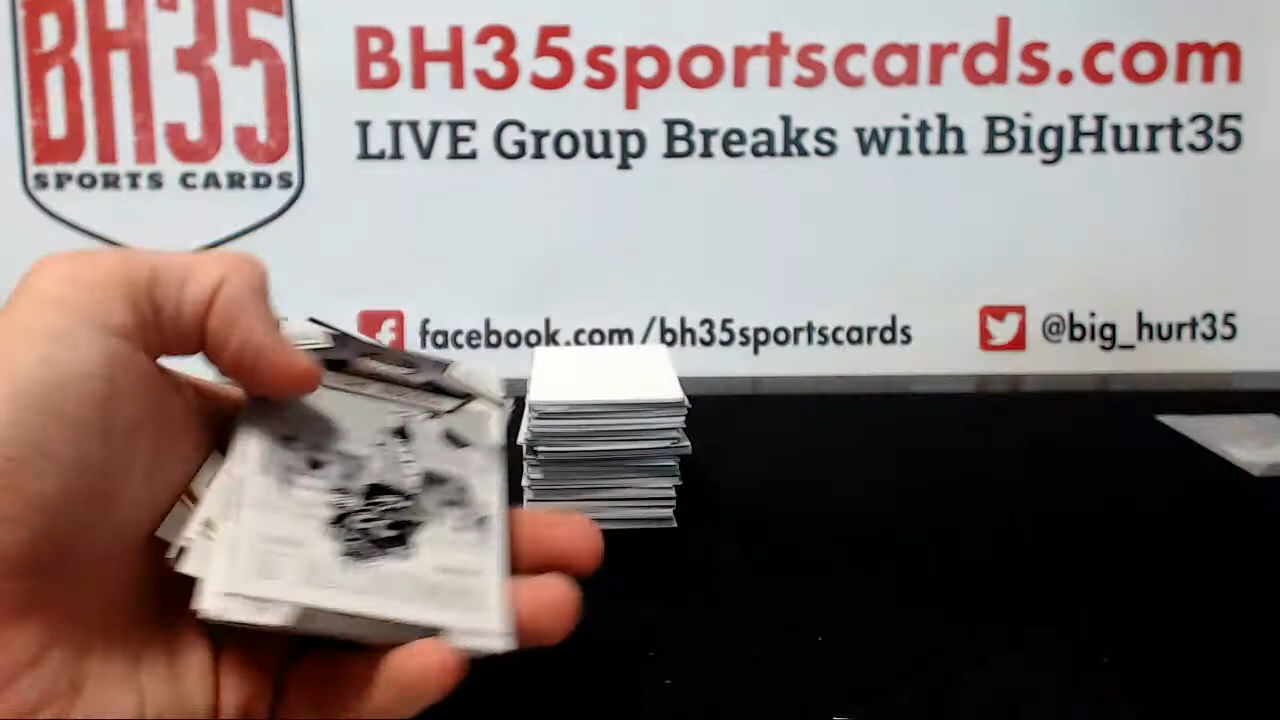 BH35
SPORTS CARDS
BH35sportscards.com
LIVE Group Breaks with BigHurt35
facebook.com/bh35sportscards
@big_hurt35